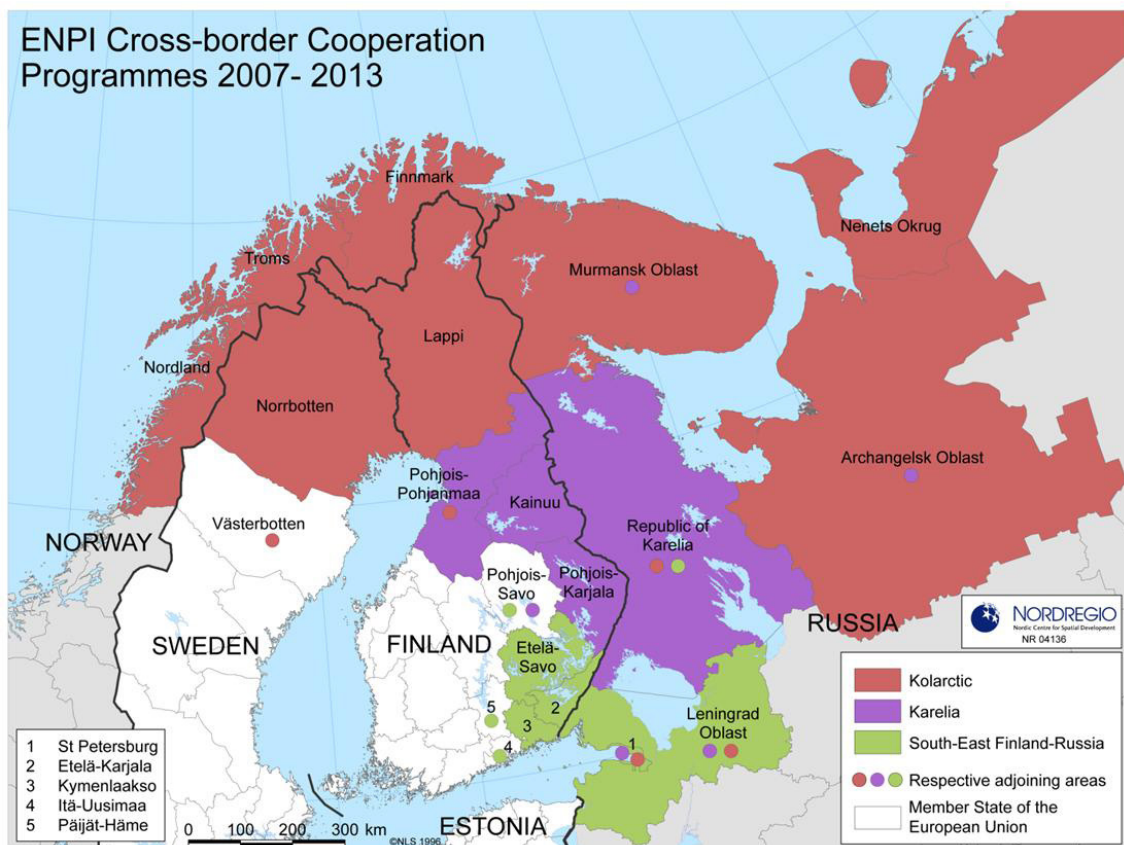 ENPI Cross-border Cooperation
Programmes 2007- 2013
Finnmark
Troms
Nordland
Norrbotten
Lappi
Murmansk Oblast
Nenets Okrug
Archangelsk Oblast
Västerbotten
Pohjois-
Pohjanmaa
Kainuu
Republic of
Karelia
NORWAY
SWEDEN
FINLAND
Pohjois-
Savo
Pohjois-
Karjala
Etelä-
Savo
RUSSIA
ESTONIA
Leningrad
Oblast
1
2
3
4
5
NORDREGIO
Nordic Centre for Spatial Development
NR 04136
Kolarctic
Karelia
South-East Finland-Russia
Respective adjoining areas
Member State of the
European Union
1 St Petersburg
2 Etelä-Karjala
3 Kymenlaakso
4 Itä-Uusimaa
5 Päijät-Häme
0 100 200 300 km
©NLS 1996